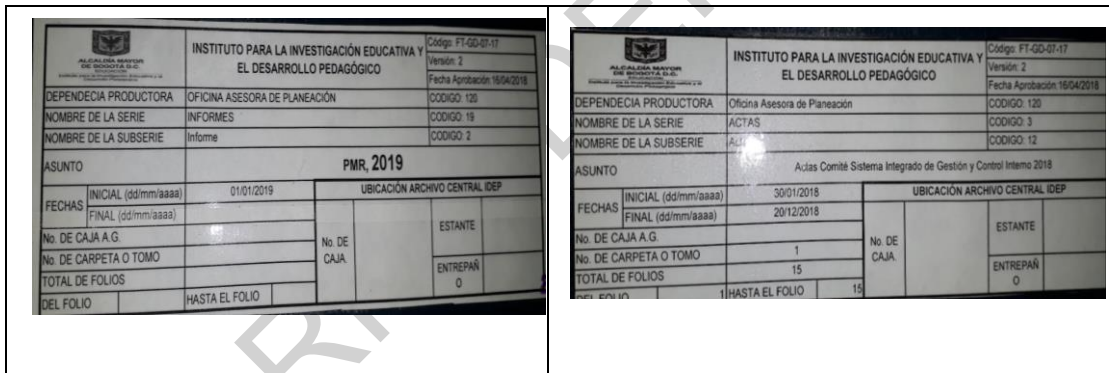 ALCALDÍA MAYOR
DE BOGOTÁ D.C.
INSTITUTO PARA LA INVESTIGACIÓN EDUCATIVA Y
EL DESARROLLO PEDAGÓGICO
Código: FT-GD-07-17
Versión: 2
Fecha Aprobación 16/04/2018
DEPENDECIA PRODUCTORA OFICINA ASESORA DE PLANEACIÓN CODIGO: 120
NOMBRE DE LA SERIE INFORMES CODIGO: 19
NOMBRE DE LA SUBSERIE Informe CODIGO: 2
ASUNTO PMR, 2019
FECHAS INICIAL (dd/mm/aaaa) 01/01/2019 UBICACIÓN ARCHIVO CENTRAL IDEP
FINAL (dd/mm/aaaa)
No. DE CAJA A.G. No. DE CAJA. ESTANTE
No. DE CARPETA O TOMO
TOTAL DE FOLIOS ENTREPAÑO
DEL FOLIO HASTA EL FOLIO
ALCALDÍA MAYOR
DE BOGOTÁ D.C.
INSTITUTO PARA LA INVESTIGACIÓN EDUCATIVA Y
EL DESARROLLO PEDAGÓGICO
Código: FT-GD-07-17
Versión: 2
Fecha Aprobación 16/04/2018
DEPENDECIA PRODUCTORA Oficina Asesora de Planeación CODIGO: 120
NOMBRE DE LA SERIE ACTAS CODIGO: 3
NOMBRE DE LA SUBSERIE CODIGO: 12
ASUNTO Actas Comité Sistema Integrado de Gestión y Control Interno 2018
FECHAS INICIAL (dd/mm/aaaa) 30/01/2018 UBICACIÓN ARCHIVO CENTRAL IDEP
FINAL (dd/mm/aaaa) 20/12/2018
No. DE CAJA A.G. No. DE CAJA. ESTANTE
No. DE CARPETA O TOMO 1
TOTAL DE FOLIOS 15 ENTREPAÑO
DEL FOLIO 1 HASTA EL FOLIO 15